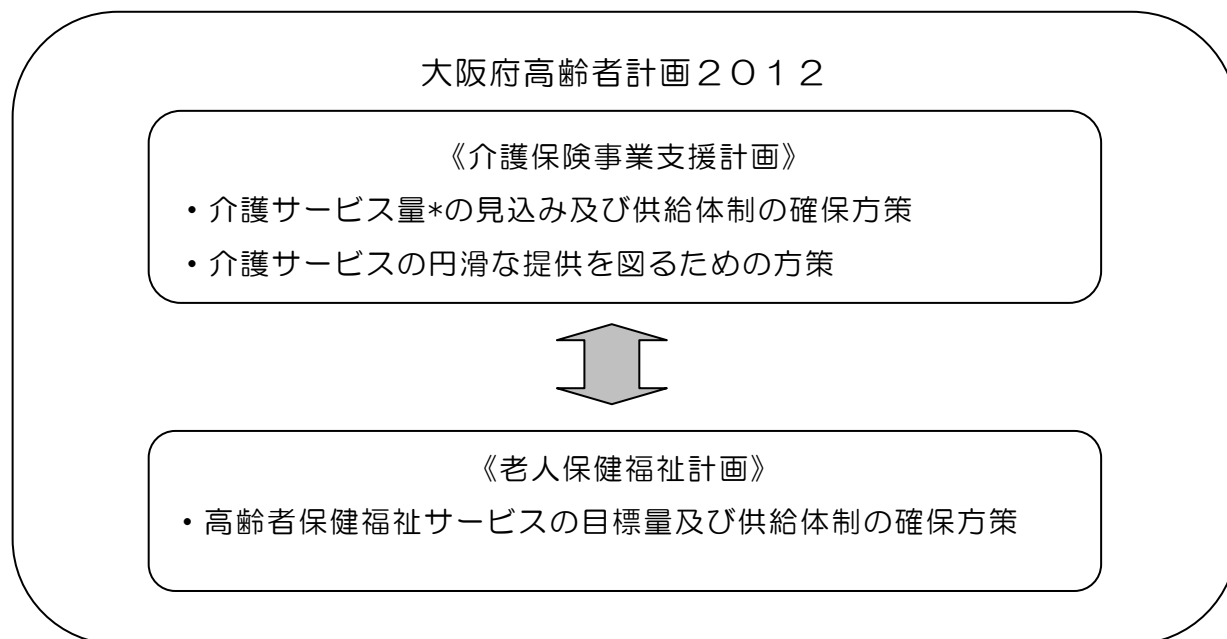 大阪府高齢者計画２０１２
《介護保険事業支援計画》
・介護サービス量*の見込み及び供給体制の確保方策
・介護サービスの円滑な提供を図るための方策
《老人保健福祉計画》
・高齢者保健福祉サービスの目標量及び供給体制の確保方策